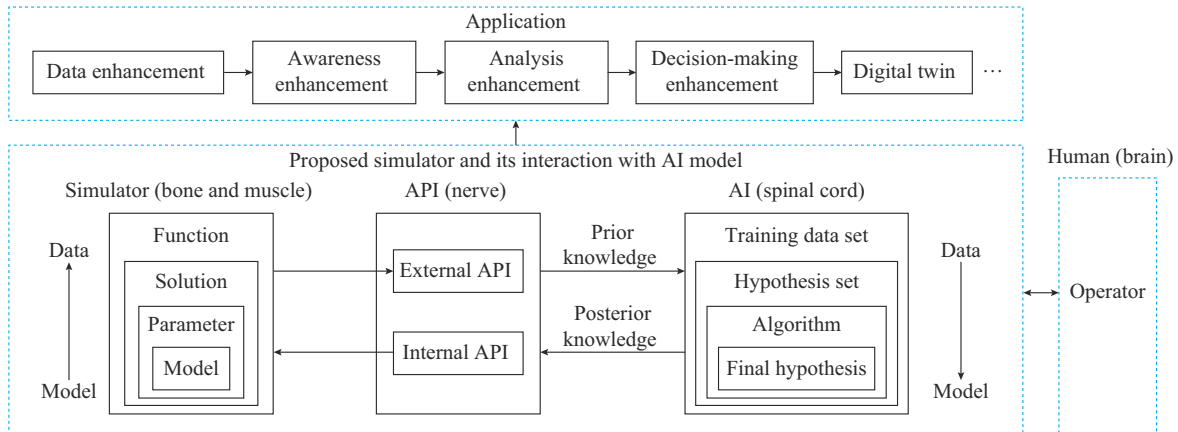 Application
Data enhancement
Awareness
enhancement
Analysis
enhancement
Decision-making
enhancement
Digital twin
...
Proposed simulator and its interaction with AI model
Human (brain)
Simulator (bone and muscle)
API (nerve)
AI (spinal cord)
Data
Model
Function
Solution
Parameter
Model
External API
Internal API
Prior
knowledge
Posterior
knowledge
Training data set
Hypothesis set
Algorithm
Final hypothesis
Data
Model
Operator